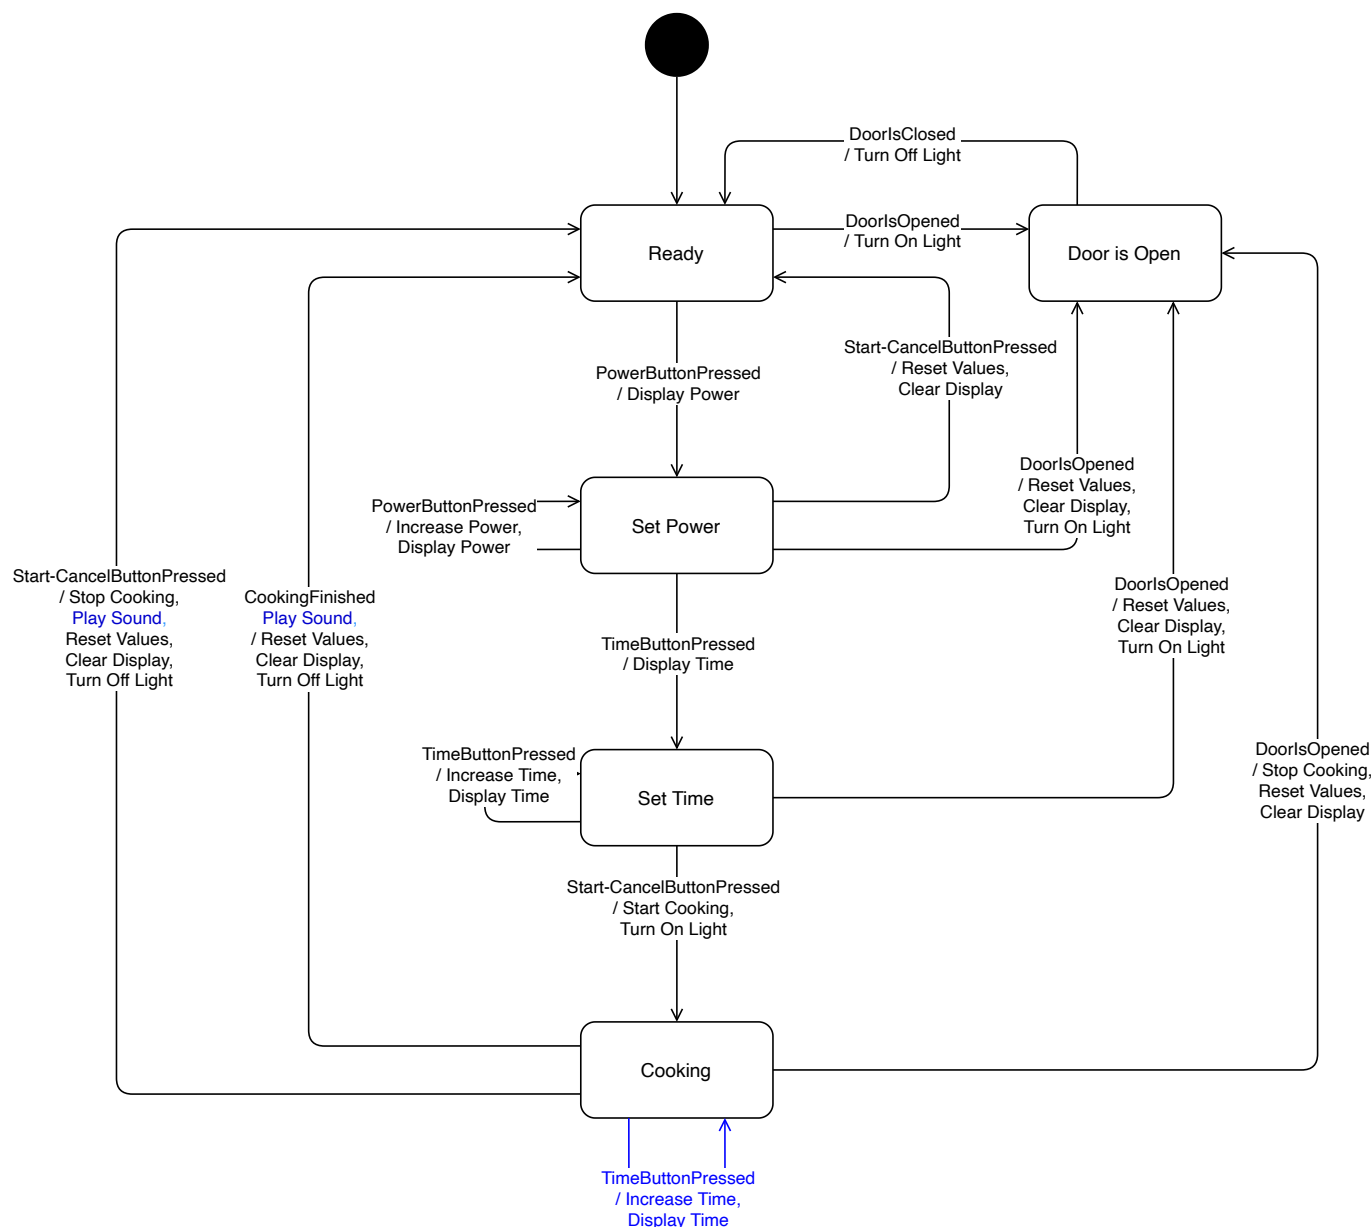 DoorIsClosed
/ Turn Off Light
Ready
DoorIsOpened
/ Turn On Light
Door is Open
PowerButtonPressed
/ Display Power
Start-CancelButtonPressed
/ Reset Values,
Clear Display
DoorIsOpened
/ Reset Values,
Clear Display,
Turn On Light
PowerButtonPressed
/ Increase Power,
Display Power
Set Power
Start-CancelButtonPressed
/ Stop Cooking,
Play Sound,
Reset Values,
Clear Display,
Turn Off Light
CookingFinished
Play Sound,
/ Reset Values,
Clear Display,
Turn Off Light
TimeButtonPressed
/ Display Time
DoorIsOpened
/ Reset Values,
Clear Display,
Turn On Light
TimeButtonPressed
/ Increase Time,
Display Time
Set Time
DoorIsOpened
/ Stop Cooking,
Reset Values,
Clear Display
Start-CancelButtonPressed
/ Start Cooking,
Turn On Light
Cooking
TimeButtonPressed
/ Increase Time,
Display Time